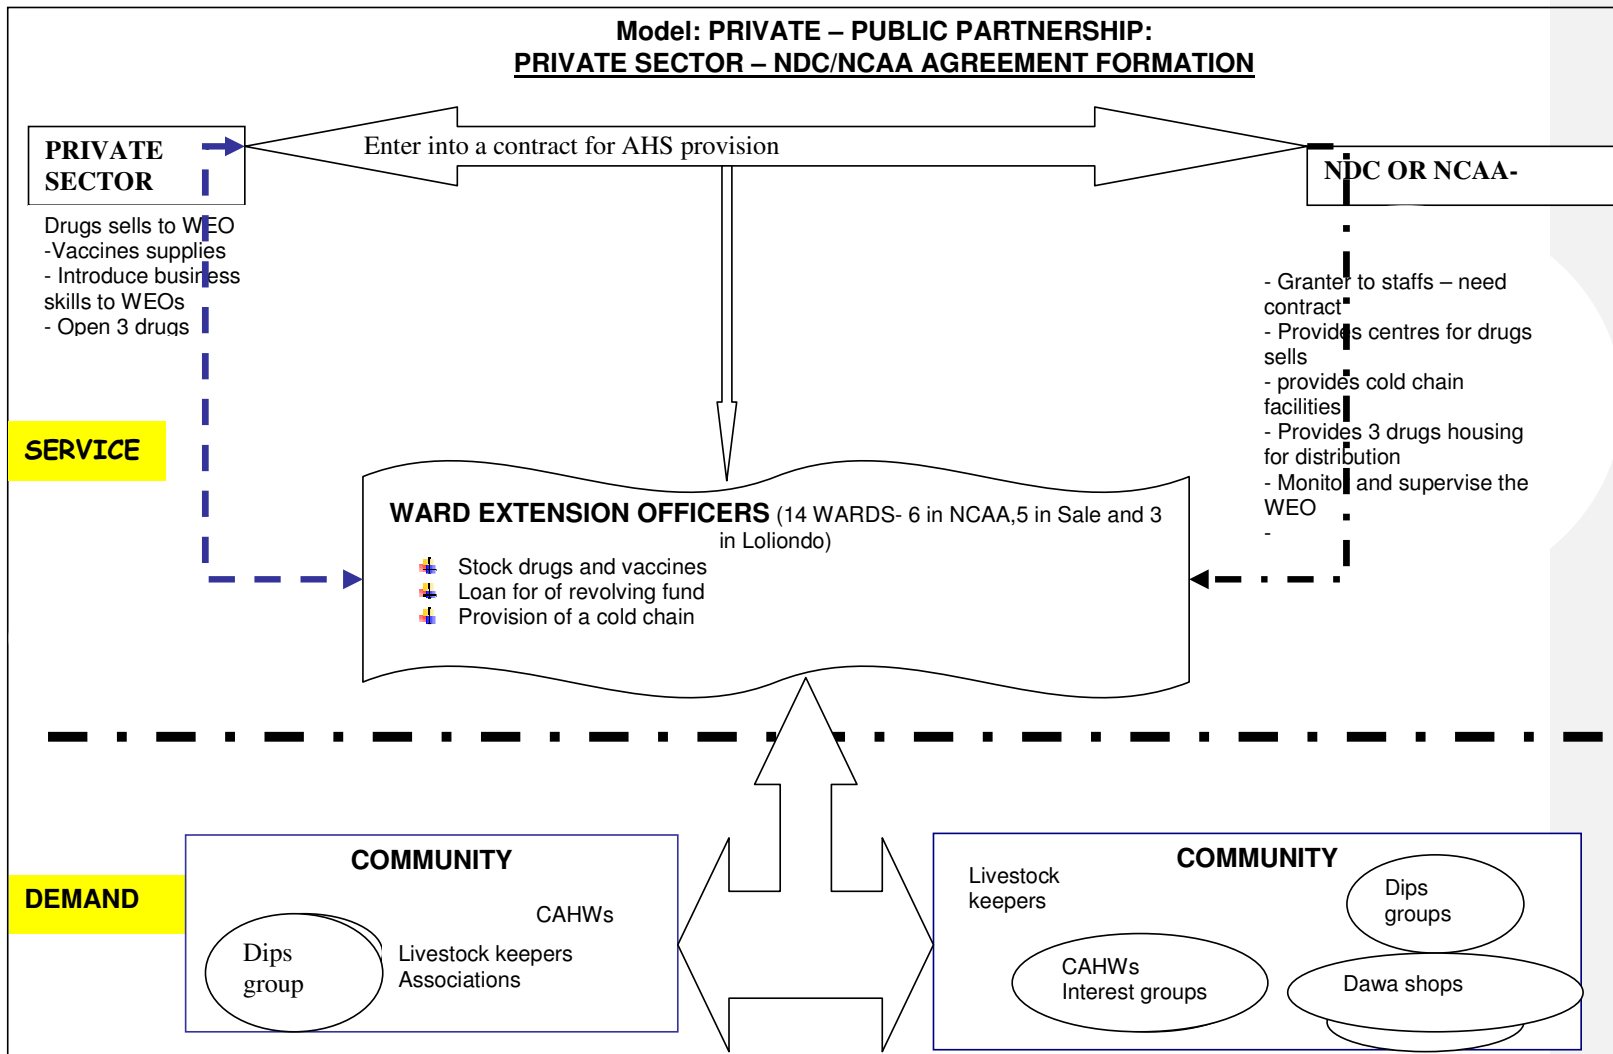 Model: PRIVATE – PUBLIC PARTNERSHIP:
PRIVATE SECTOR – NDC/NCAA AGREEMENT FORMATION
PRIVATE
SECTOR
Enter into a contract for AHS provision
NDC OR NCAA-
Drugs sells to WEO
-Vaccines supplies
- Introduce business
skills to WEOs
- Open 3 drugs
- Granter to staffs – need
contract
- Provides centres for drugs
sells
- provides cold chain
facilities
- Provides 3 drugs housing
for distribution
- Monitor and supervise the
WEO
-
SERVICE
WARD EXTENSION OFFICERS (14 WARDS- 6 in NCAA,5 in Sale and 3
in Loliondo)
Stock drugs and vaccines
Loan for of revolving fund
Provision of a cold chain
DEMAND
COMMUNITY
CAHWs
Dips
group
Livestock keepers
Associations
COMMUNITY
Livestock
keepers
Dips
groups
CAHWs
Interest groups
Dawa shops